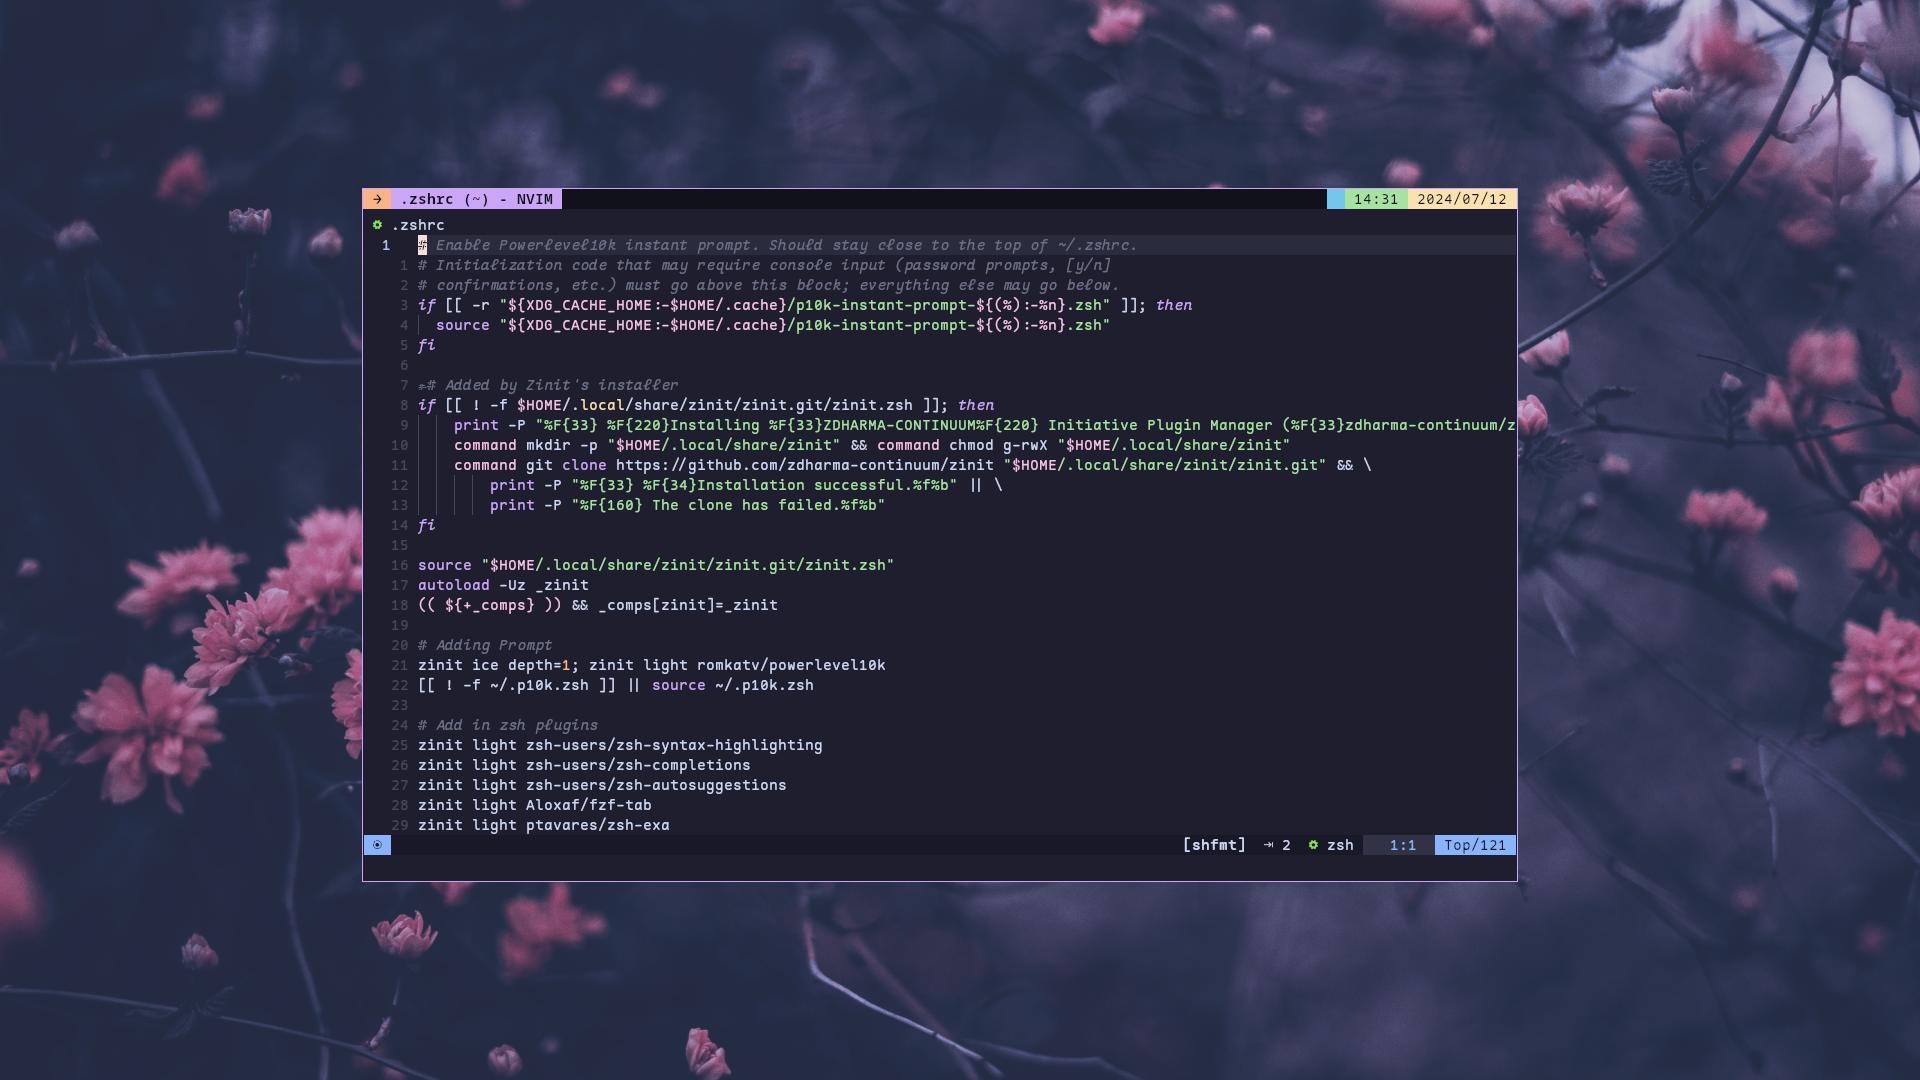 → .zshrc (~) - NVIM 14:31 2024/07/12
.zshrc
1 # Enable Powerlevel10k instant prompt. Should stay close to the top of ~/.zshrc.
1 # Initialization code that may require console input (password prompts, [y/n]
2 # confirmations, etc.) must go above this block; everything else may go below.
3 if [[ -r "${XDG_CACHE_HOME:-$HOME/.cache}/p10k-instant-prompt-${(%):-%n}.zsh" ]]; then
4 source "${XDG_CACHE_HOME:-$HOME/.cache}/p10k-instant-prompt-${(%):-%n}.zsh"
5 fi
6
7 # Added by Zinit's installer
8 if [[ ! -f $HOME/.local/share/zinit/zinit.git/zinit.zsh ]]; then
9 print -P "%F{33} %F{220}Installing %F{33}ZDHARMA-CONTINUUM%F{220} Initiative Plugin Manager (%F{33}zdharma-continuum/z
10 command mkdir -p "$HOME/.local/share/zinit" && command chmod g-rwX "$HOME/.local/share/zinit"
11 command git clone https://github.com/zdharma-continuum/zinit "$HOME/.local/share/zinit/zinit.git" && \
12 print -P "%F{33} %F{34}Installation successful.%f%b" || \
13 print -P "%F{160} The clone has failed.%f%b"
14 fi
15
16 source "$HOME/.local/share/zinit/zinit.git/zinit.zsh"
17 autoload -Uz _zinit
18 (( ${+_comps} )) && _comps[zinit]=_zinit
19
20 # Adding Prompt
21 zinit ice depth=1; zinit light romkatv/powerlevel10k
22 [[ ! -f ~/.p10k.zsh ]] || source ~/.p10k.zsh
23
24 # Add in zsh plugins
25 zinit light zsh-users/zsh-syntax-highlighting
26 zinit light zsh-users/zsh-completions
27 zinit light zsh-users/zsh-autosuggestions
28 zinit light Aloxaf/fzf-tab
29 zinit light ptavares/zsh-exa
[shfmt] ⇥ 2 zsh 1:1 Top/121